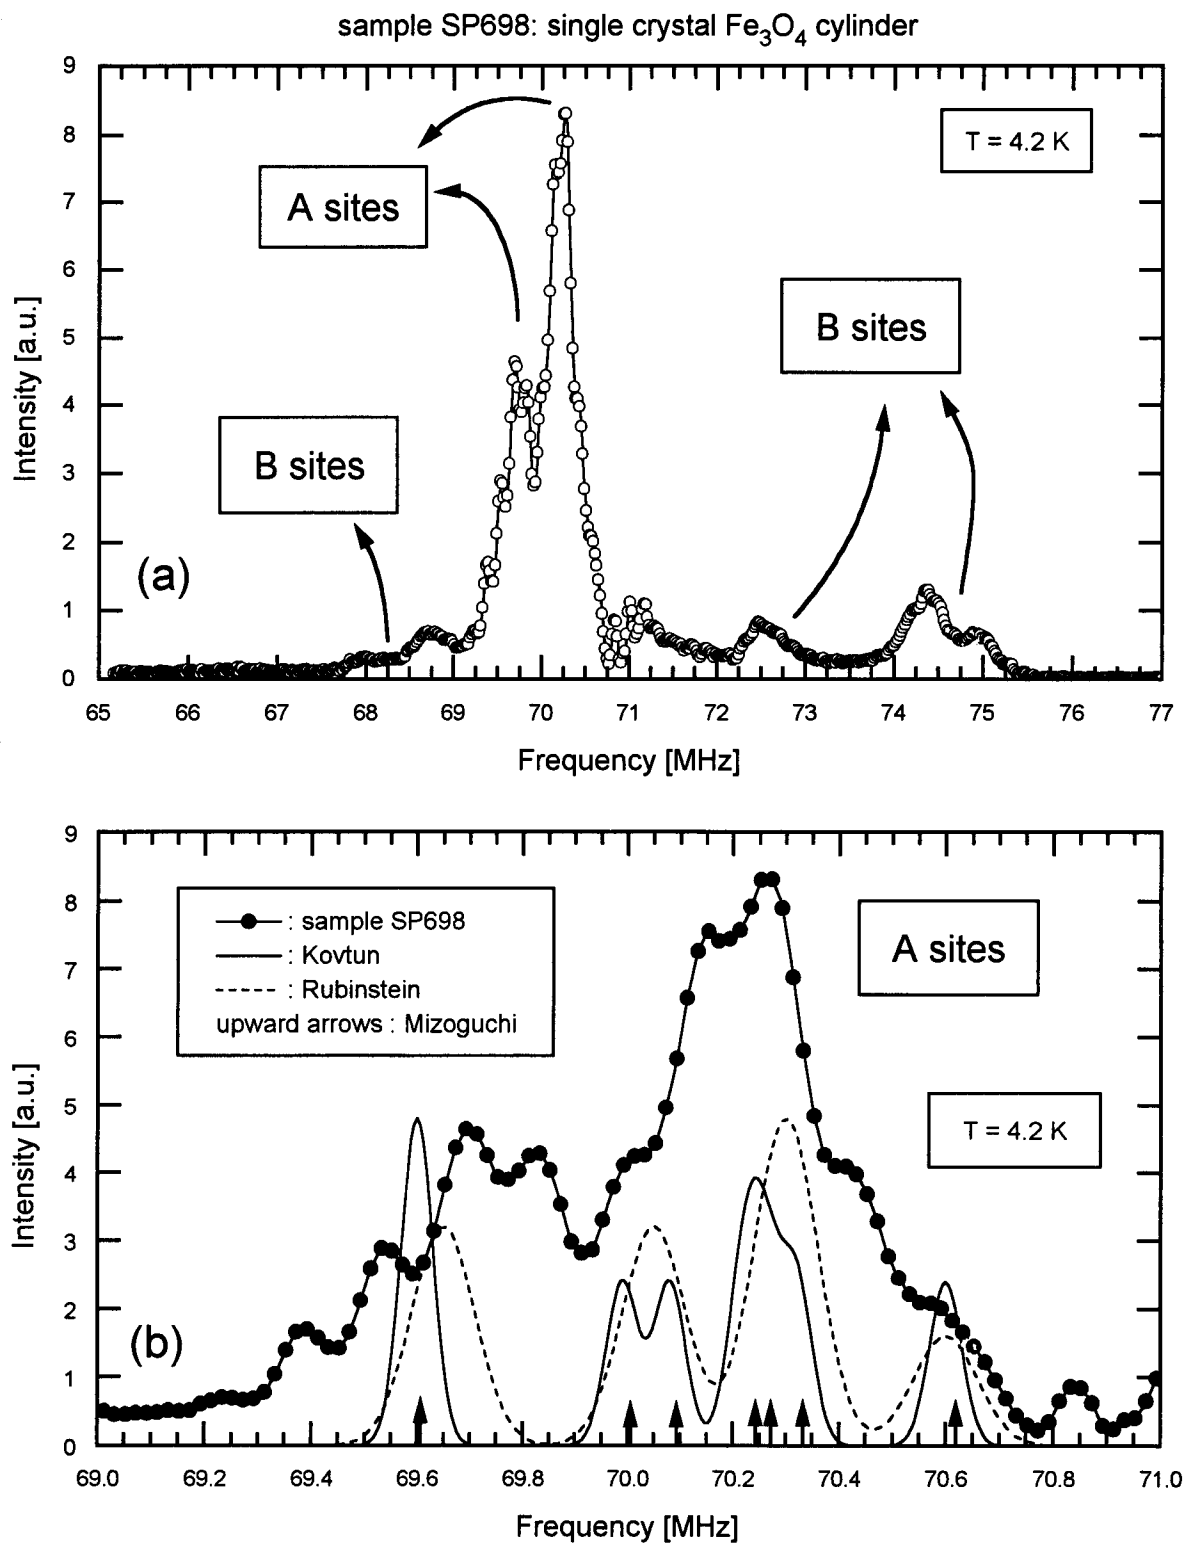 sample SP698: single crystal Fe₃O₄ cylinder
9
8
7
6
5
4
3
2
1
0
Intensity [a.u.]
T = 4.2 K
A sites
B sites
B sites
(a)
65 66 67 68 69 70 71 72 73 74 75 76 77
Frequency [MHz]
9
8
7
6
5
4
3
2
1
0
Intensity [a.u.]
: sample SP698
: Kovtun
: Rubinstein
upward arrows : Mizoguchi
A sites
T = 4.2 K
(b)
69.0 69.2 69.4 69.6 69.8 70.0 70.2 70.4 70.6 70.8 71.0
Frequency [MHz]